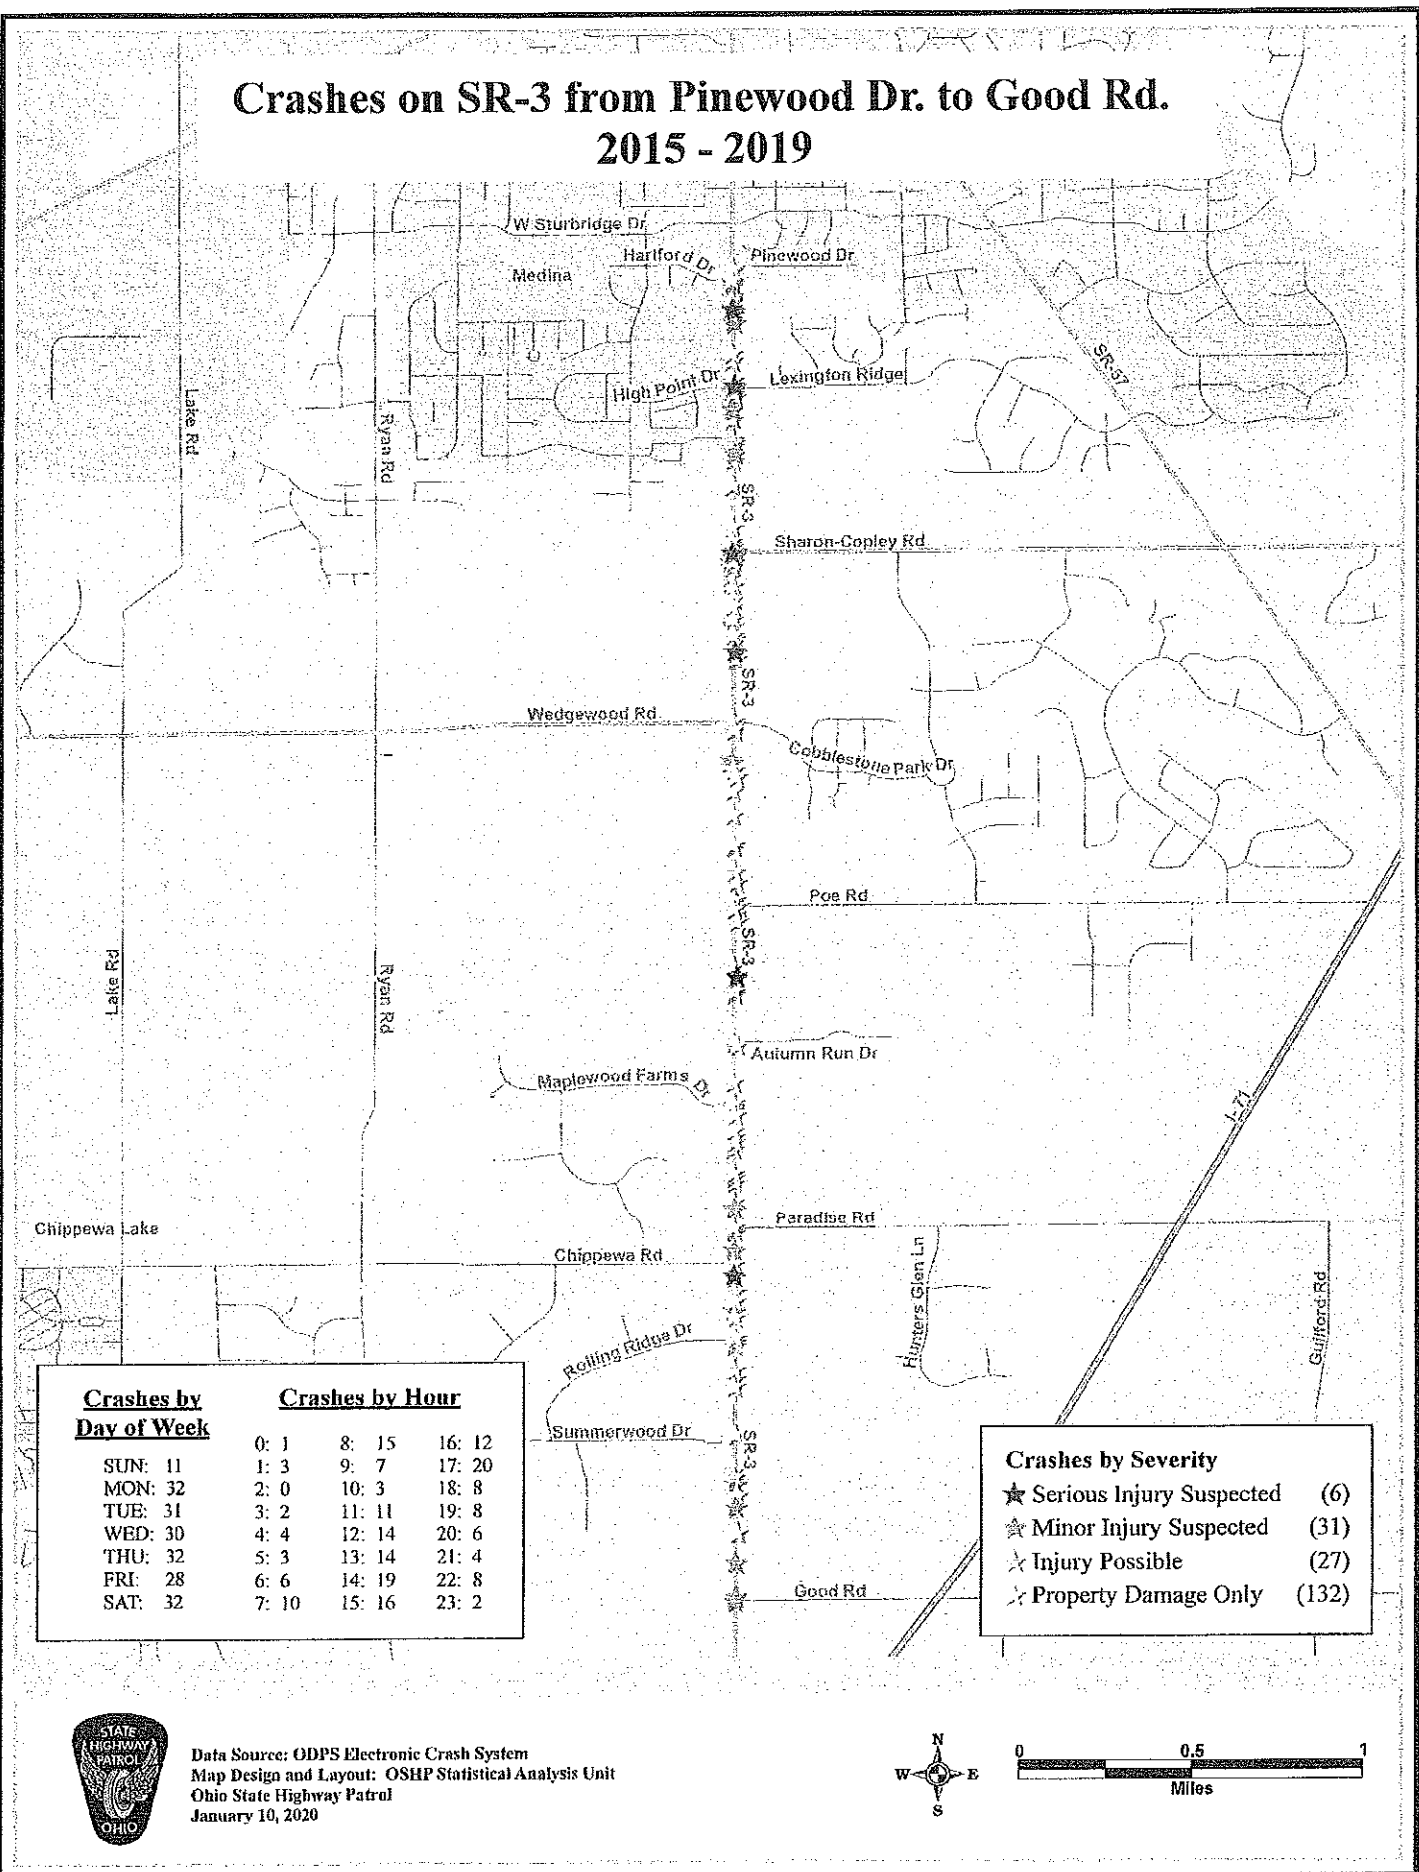 Crashes on SR-3 from Pinewood Dr. to Good Rd.
2015 - 2019
W Sturbridge Dr
Hartford Dr
Pinewood Dr
Medina
SR-57
High Point Dr
Lexington Ridge
Lake Rd
Ryan Rd
SR-3
Sharon-Copley Rd
SR-3
Wedgewood Rd
Cobblestone Park Dr
Poe Rd
SR-3
Lake Rd
Ryan Rd
Autumn Run Dr
Maplewood Farms Dr
I-71
Paradise Rd
Chippewa Lake
Chippewa Rd
Hunters Glen Ln
Guilford Rd
Rolling Ridge Dr
Summerwood Dr
SR-3
Good Rd
Crashes by
Day of Week
SUN: 11
MON: 32
TUE: 31
WED: 30
THU: 32
FRI: 28
SAT: 32
Crashes by Hour
0: 1 8: 15 16: 12
1: 3 9: 7 17: 20
2: 0 10: 3 18: 8
3: 2 11: 11 19: 8
4: 4 12: 14 20: 6
5: 3 13: 14 21: 4
6: 6 14: 19 22: 8
7: 10 15: 16 23: 2
Crashes by Severity
Serious Injury Suspected (6)
Minor Injury Suspected (31)
Injury Possible (27)
Property Damage Only (132)
STATE
HIGHWAY
PATROL
OHIO
Data Source: ODPS Electronic Crash System
Map Design and Layout: OSHP Statistical Analysis Unit
Ohio State Highway Patrol
January 10, 2020
N
W E
S
0 0.5 1
Miles